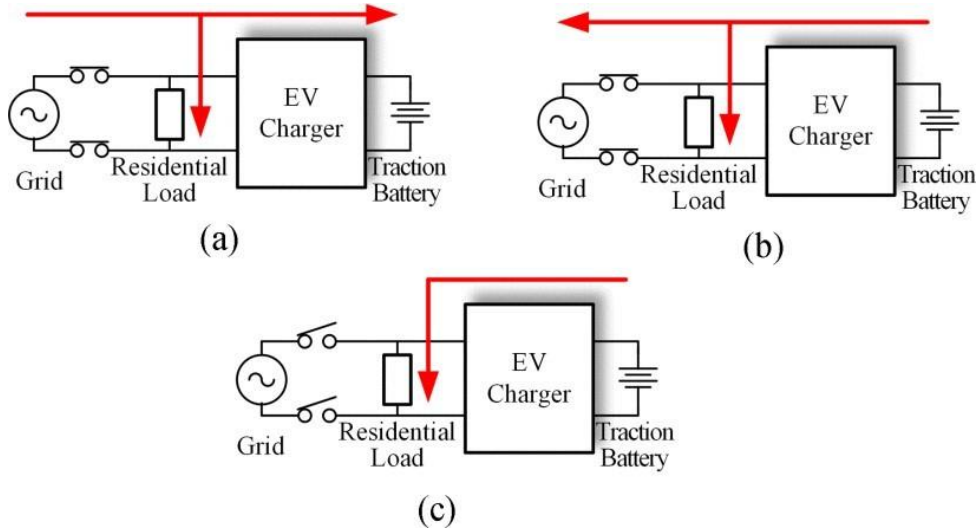 EV
Charger
Grid
Residential
Load
Traction
Battery
(a)
EV
Charger
Grid
Residential
Load
Traction
Battery
(b)
EV
Charger
Grid
Residential
Load
Traction
Battery
(c)